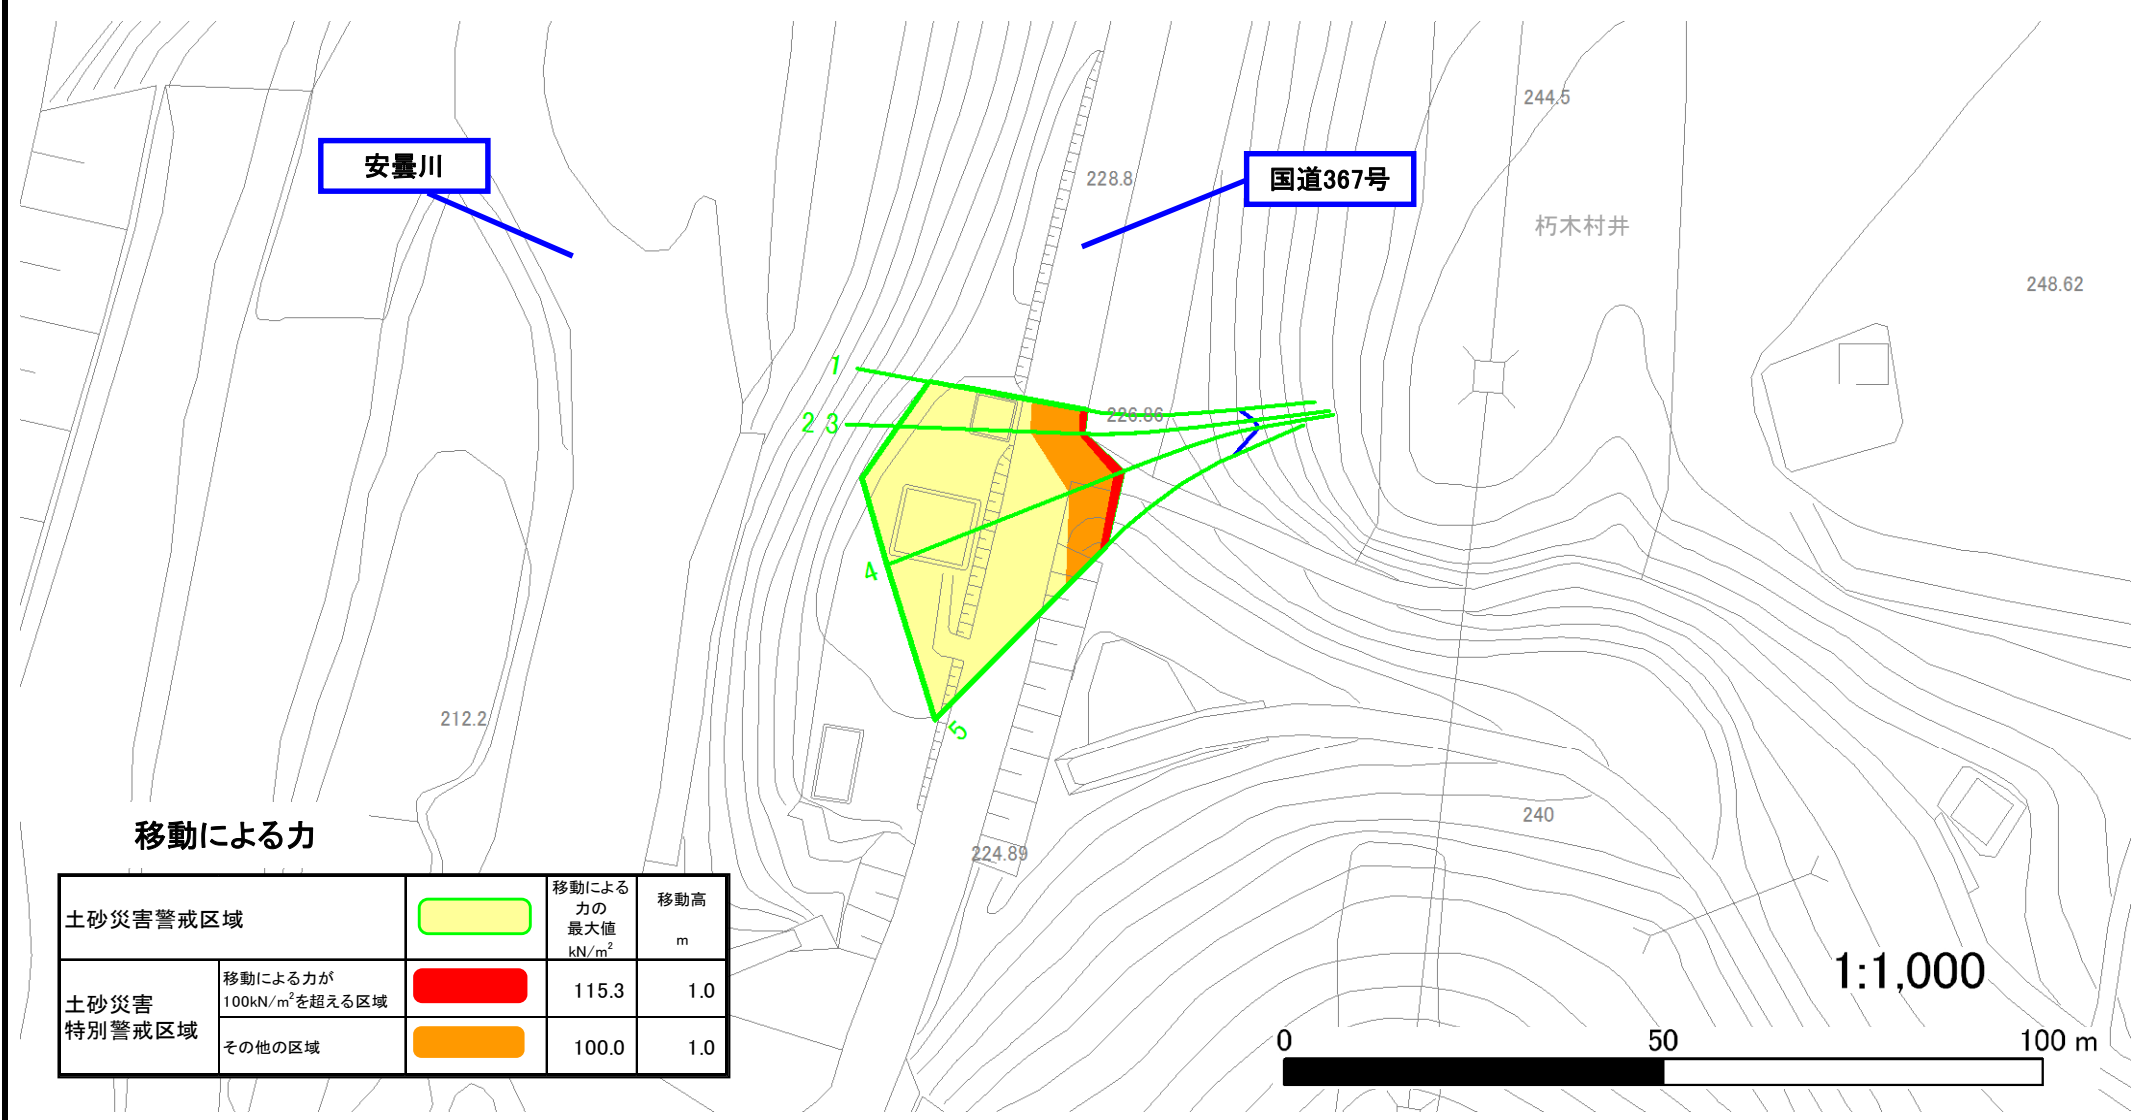 244.5
安曇川
国道367号
228.8
朽木村井
248.62
1
226.86
2 3
4
212.2
5
240
224.89
移動による力
移動による
力の
最大値
kN/m²
移動高
m
土砂災害警戒区域
土砂災害
特別警戒区域
移動による力が
100kN/m²を超える区域
115.3
1.0
その他の区域
100.0
1.0
1:1,000
0
50
100 m